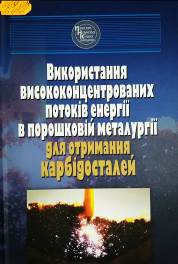 Використання
висококонцентрованих
потоків енергії
в порошковій металургії
для отримання
карбідосталей